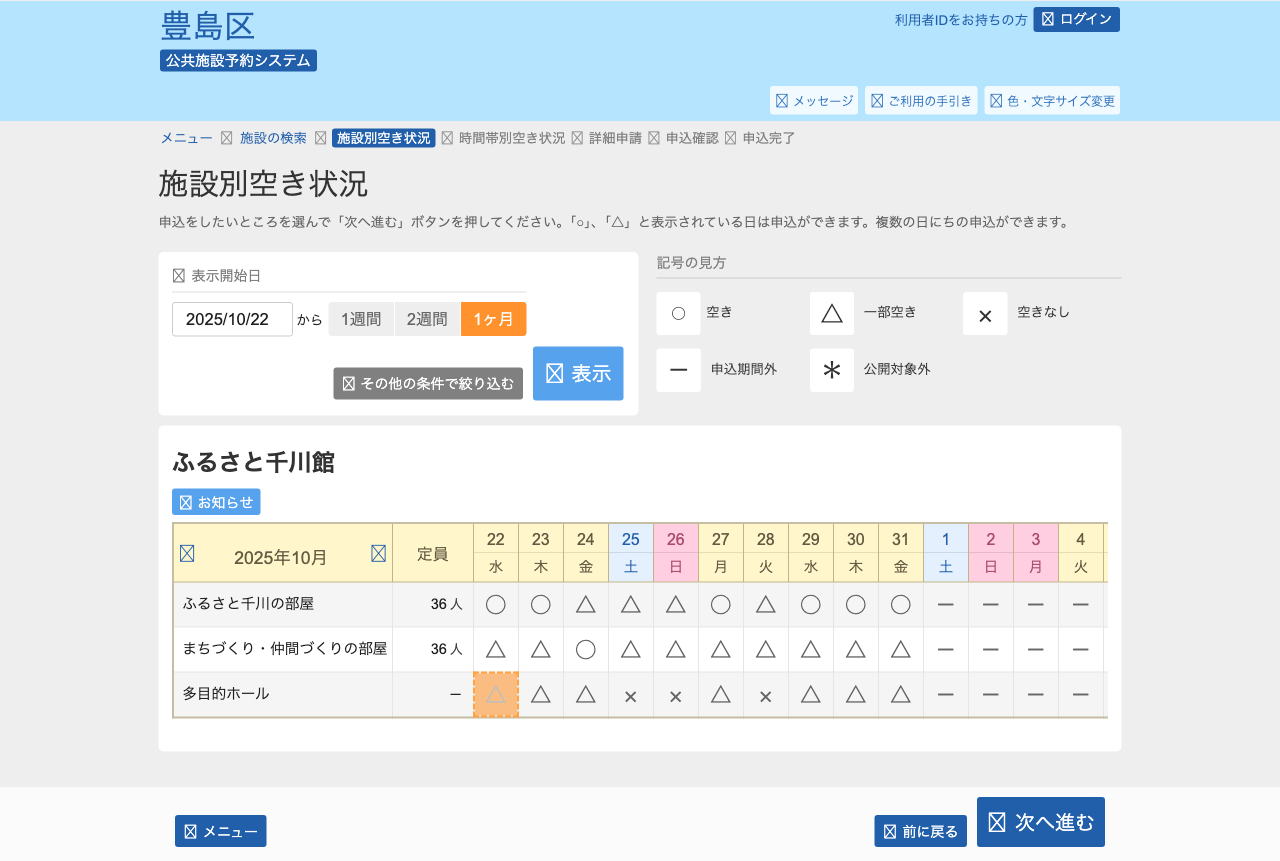 豊島区
公共施設予約システム
利用者IDをお持ちの方 ログイン
メッセージ ご利用の手引き 色・文字サイズ変更
メニュー 施設の検索 施設別空き状況 時間帯別空き状況 詳細申請 申込確認 申込完了
施設別空き状況
申込をしたいところを選んで「次へ進む」ボタンを押してください。「○」、「△」と表示されている日は申込ができます。複数の日にちの申込ができます。
表示開始日
2025/10/22 から 1週間 2週間 1ヶ月
その他の条件で絞り込む 表示
記号の見方
○ 空き △ 一部空き × 空きなし
－ 申込期間外 ＊ 公開対象外
ふるさと千川館
お知らせ
2025年10月 定員 22 23 24 25 26 27 28 29 30 31 1 2 3 4
水 木 金 土 日 月 火 水 木 金 土 日 月 火
ふるさと千川の部屋 36 人 ○ ○ △ △ △ ○ △ ○ ○ ○ － － － －
まちづくり・仲間づくりの部屋 36 人 △ △ ○ △ △ △ △ △ △ △ － － － －
多目的ホール － △ △ △ × × △ × △ △ △ － － － －
メニュー 前に戻る 次へ進む